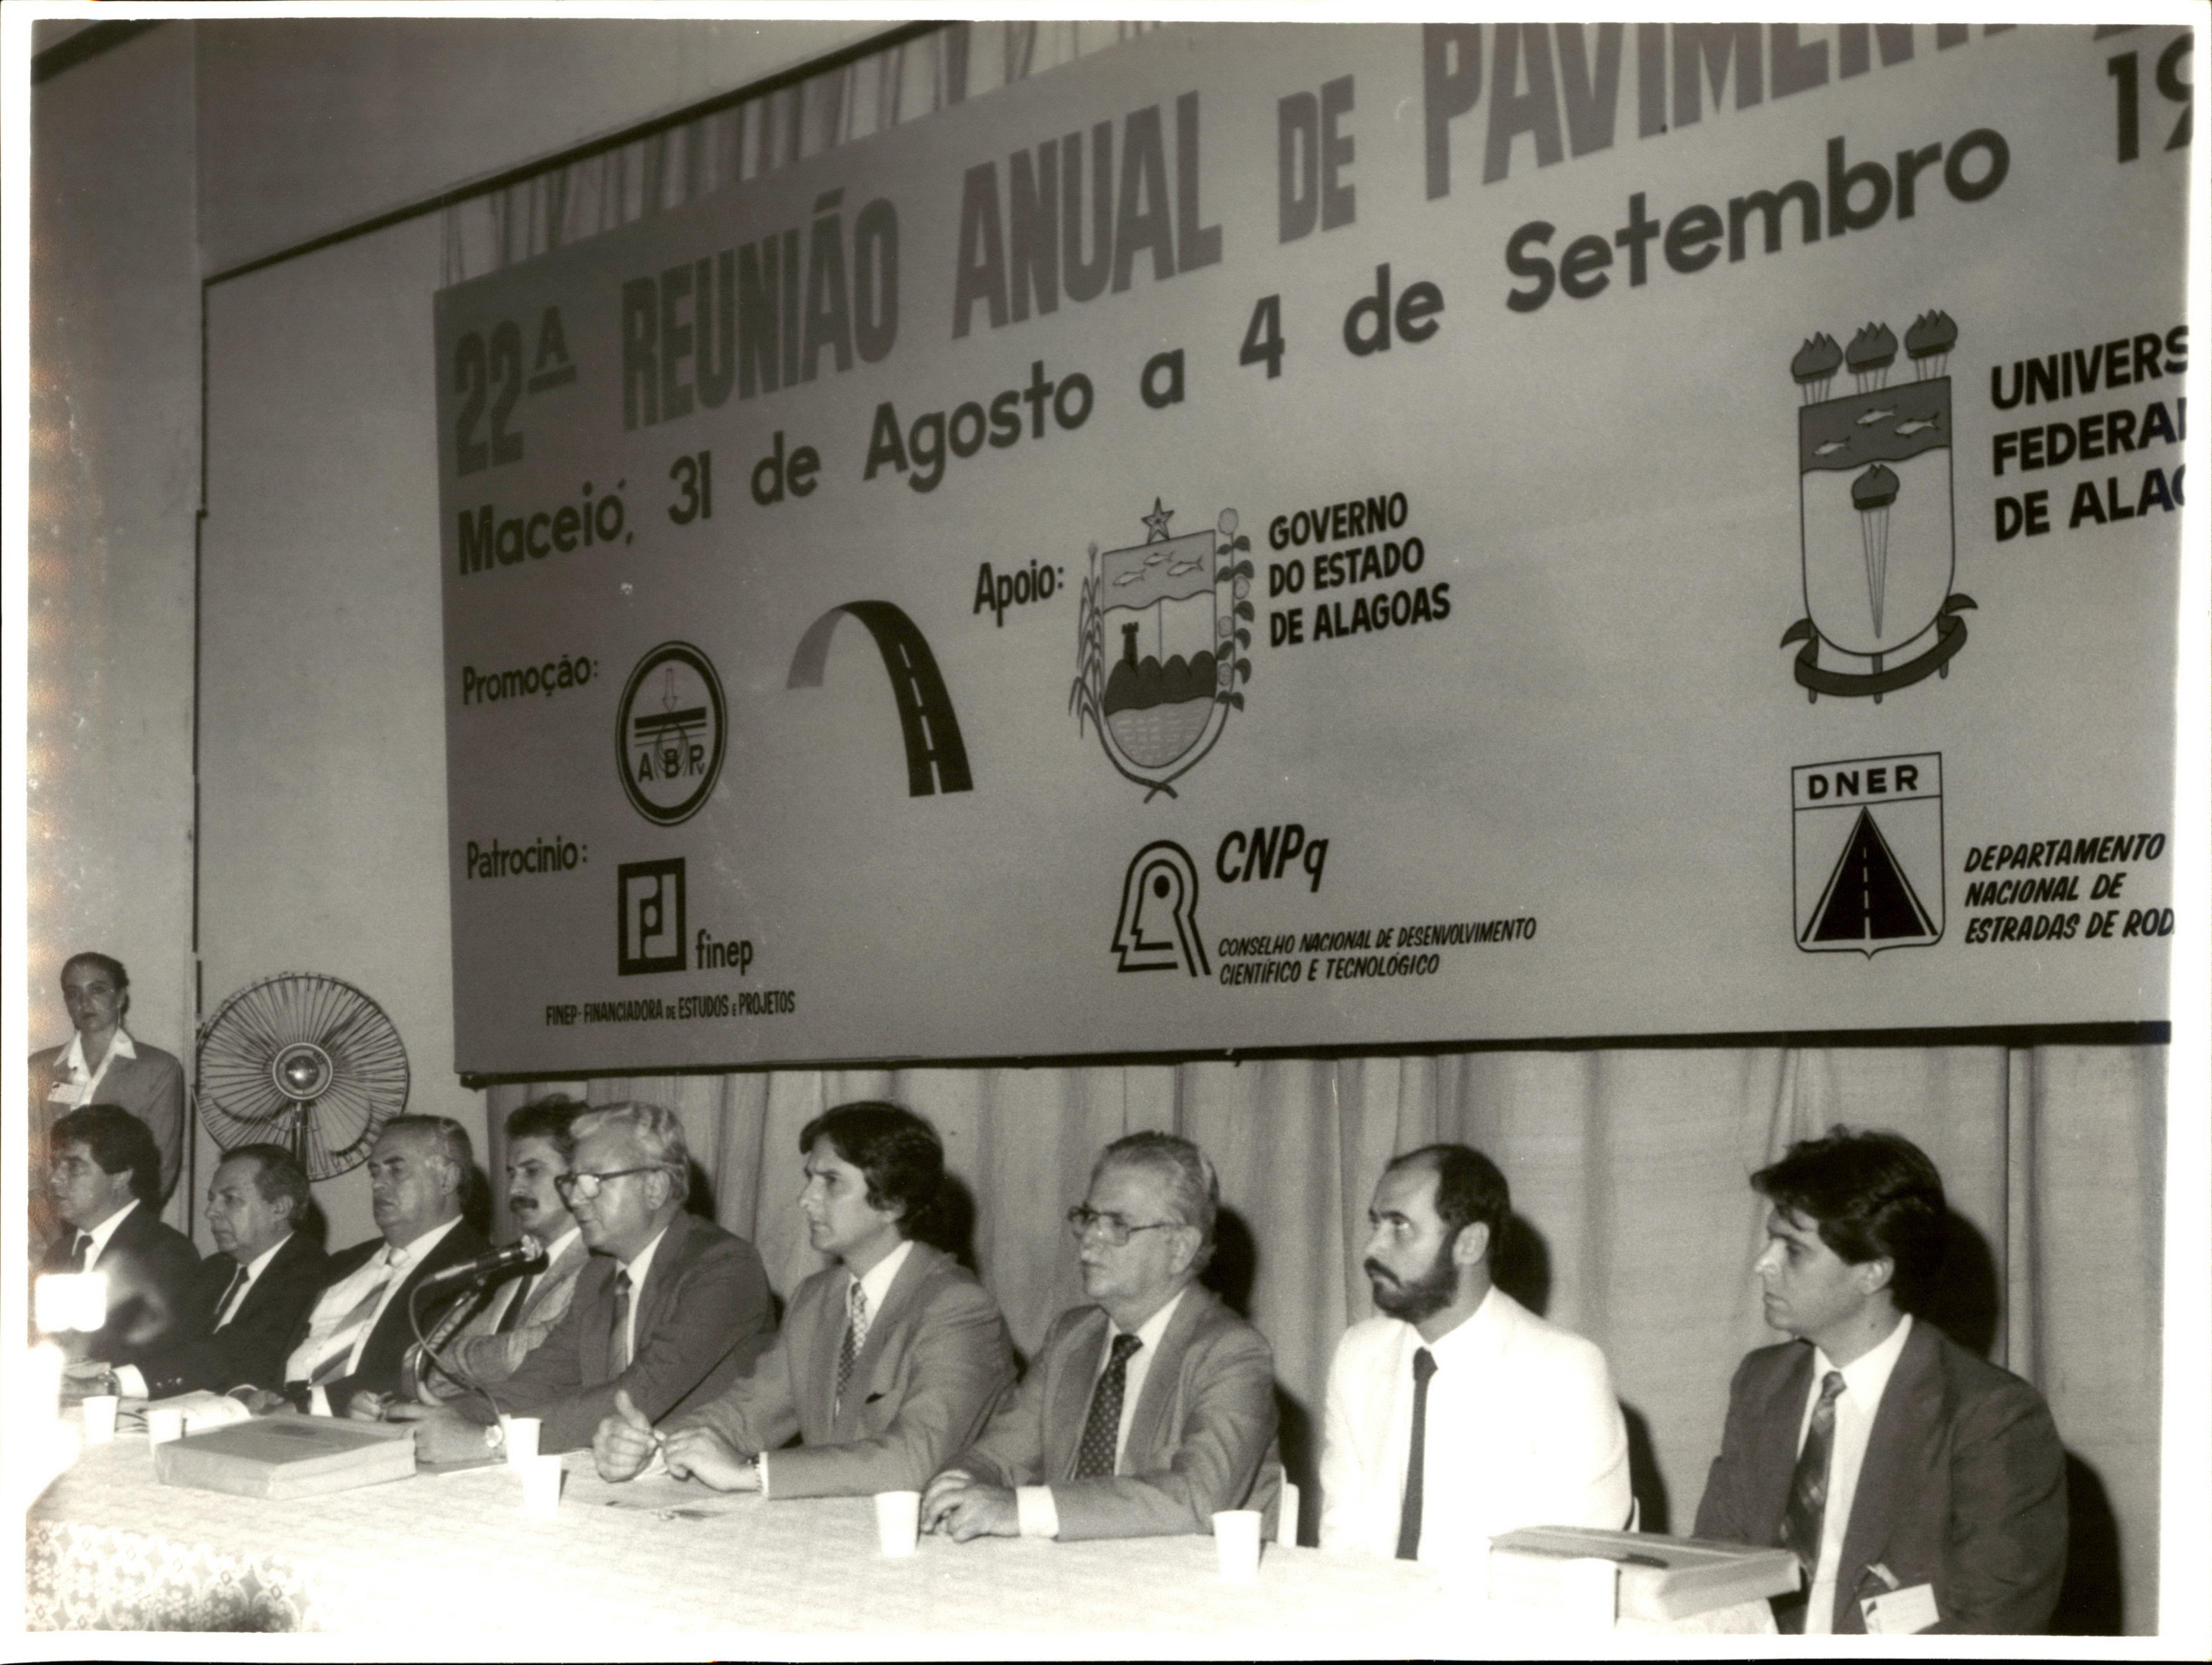 22ª REUNIÃO ANUAL DE PAVIMENT
Maceió, 31 de Agosto a 4 de Setembro 19
Promoção:
ABPv
Apoio:
GOVERNO
DO ESTADO
DE ALAGOAS
UNIVERS
FEDERAL
DE ALAG
Patrocinio:
finep
FINEP-FINANCIADORA DE ESTUDOS E PROJETOS
CNPq
CONSELHO NACIONAL DE DESENVOLVIMENTO
CIENTÍFICO E TECNOLÓGICO
DNER
DEPARTAMENTO
NACIONAL DE
ESTRADAS DE ROD